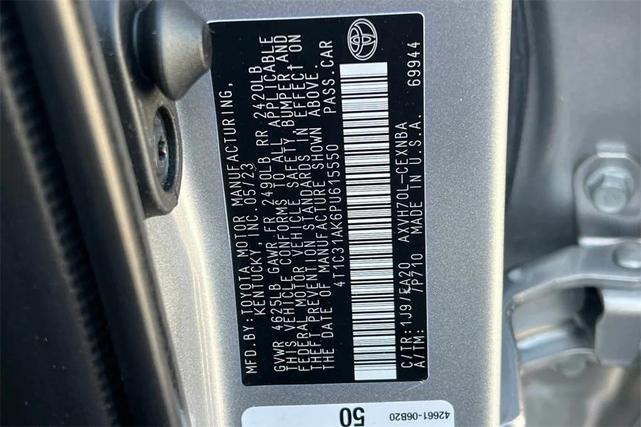 MFD. BY: TOYOTA MOTOR MANUFACTURING,
KENTUCKY, INC. 05/23
GVWR 4625LB GAWR FR 2490LB RR 2420LB
THIS VEHICLE CONFORMS TO ALL APPLICABLE
FEDERAL MOTOR VEHICLE SAFETY, BUMPER, AND
THEFT PREVENTION STANDARDS IN EFFECT ON
THE DATE OF MANUFACTURE SHOWN ABOVE.
4T1C31AK6PU615550 PASS. CAR
C/TR: 1J9/EA20 AXVH70L-CEXNBA
A/TM: /P710 MADE IN U.S.A. 69944
42661-06B20
50